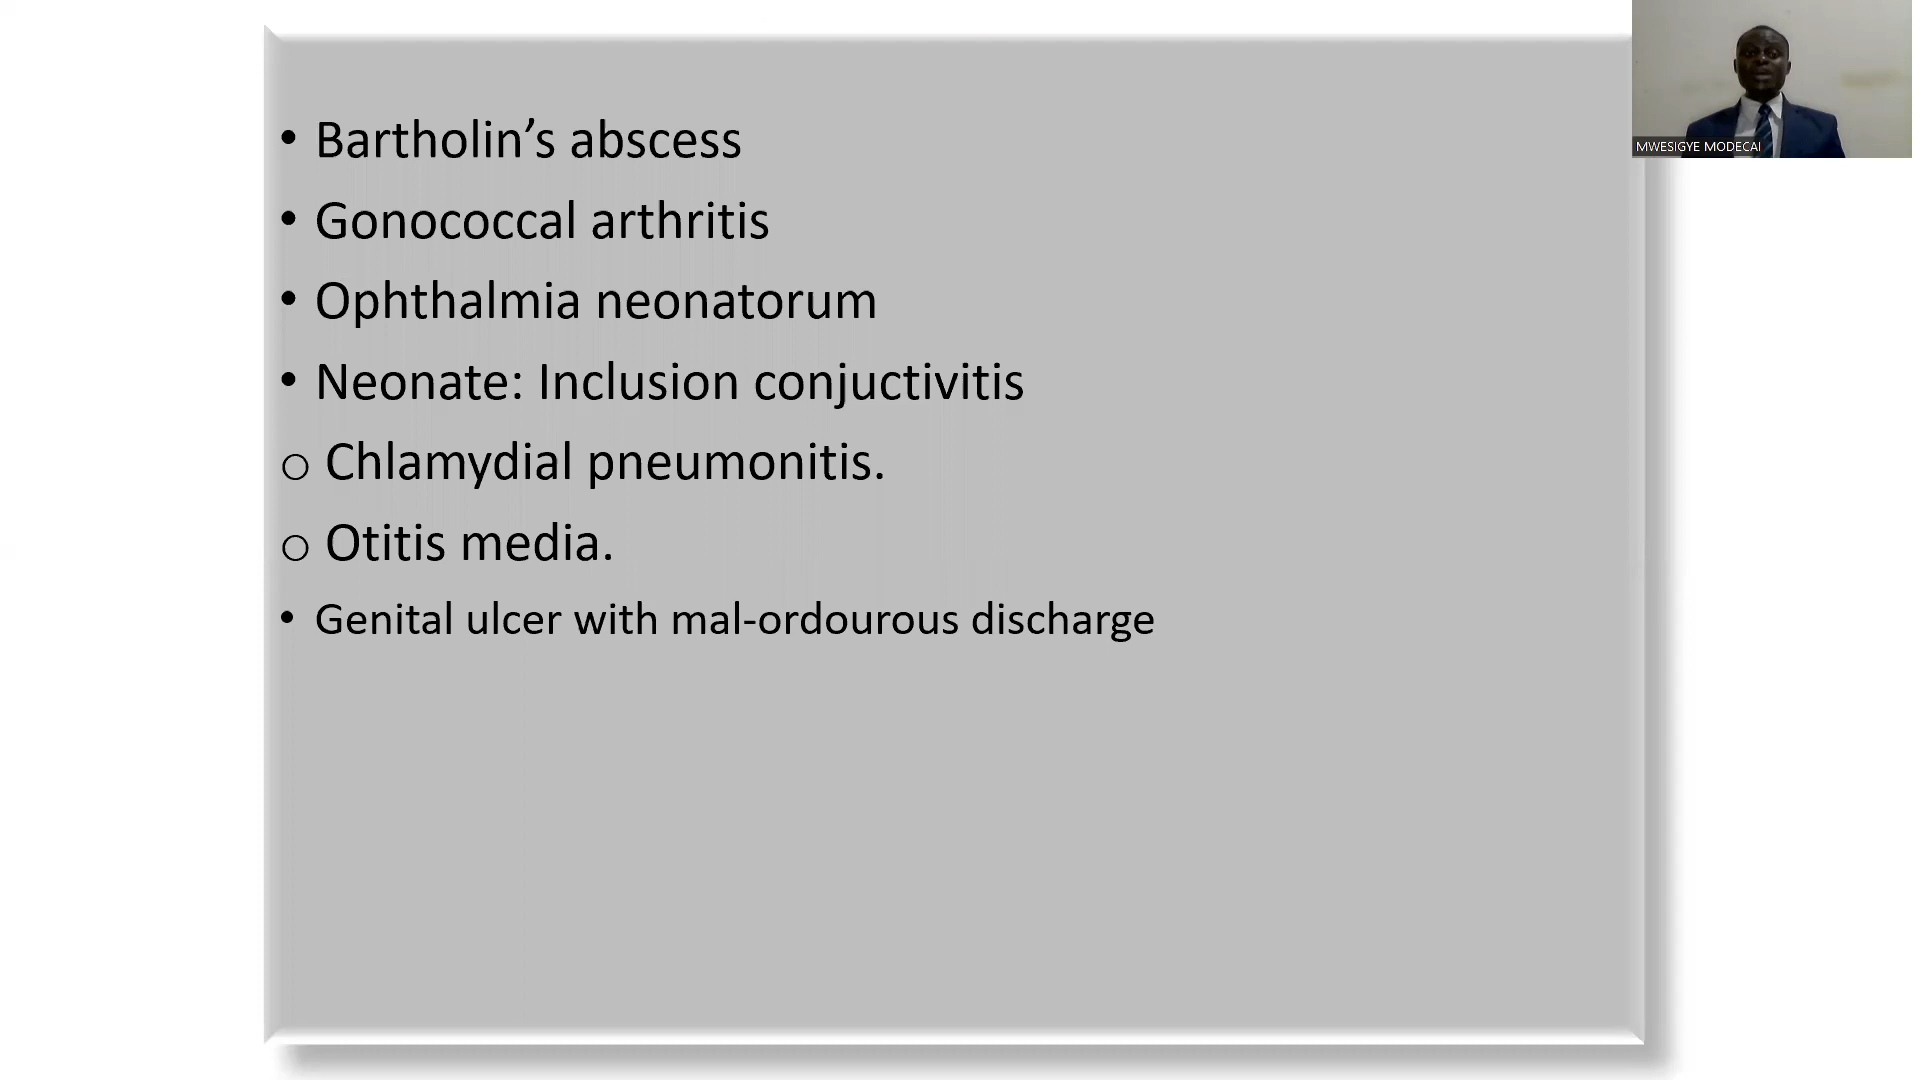 • Bartholin’s abscess
• Gonococcal arthritis
• Ophthalmia neonatorum
• Neonate: Inclusion conjuctivitis
o Chlamydial pneumonitis.
o Otitis media.
• Genital ulcer with mal-ordourous discharge
MWESIGYE MODECAI